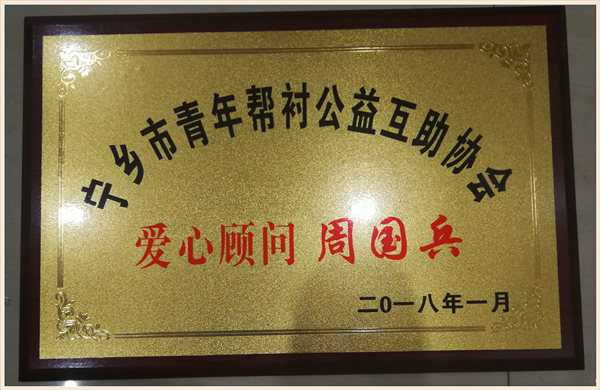 宁乡市青年帮衬公益互助协会
爱心顾问 周国兵
二0一八年一月